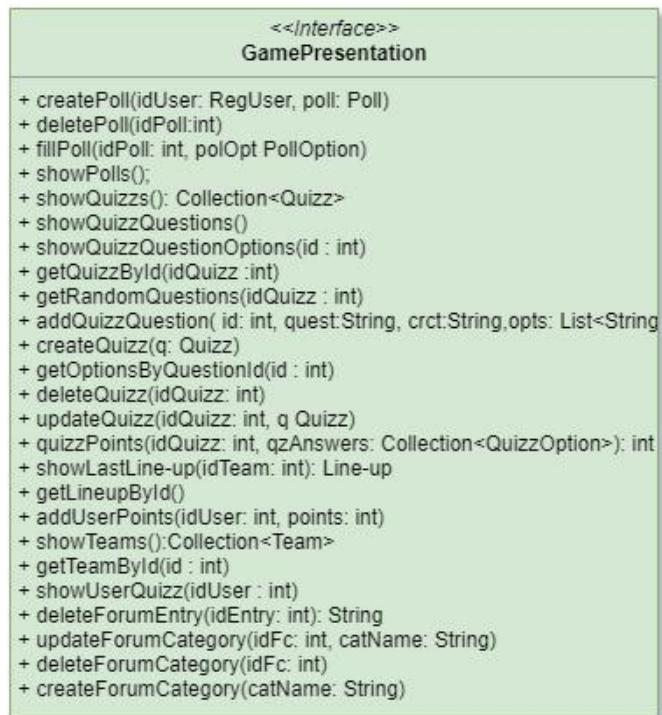 <<Interface>>
GamePresentation
+ createPoll(idUser: RegUser, poll: Poll)
+ deletePoll(idPoll:int)
+ fillPoll(idPoll: int, polOpt PollOption)
+ showPolls();
+ showQuizzs(): Collection<Quizz>
+ showQuizzQuestions()
+ showQuizzQuestionOptions(id : int)
+ getQuizzById(idQuizz :int)
+ getRandomQuestions(idQuizz : int)
+ addQuizzQuestion( id: int, quest:String, crct:String,opts: List<String
+ createQuizz(q: Quizz)
+ getOptionsByQuestionId(id : int)
+ deleteQuizz(idQuizz: int)
+ updateQuizz(idQuizz: int, q Quizz)
+ quizzPoints(idQuizz: int, qzAnswers: Collection<QuizzOption>): int
+ showLastLine-up(idTeam: int): Line-up
+ getLineupById()
+ addUserPoints(idUser: int, points: int)
+ showTeams():Collection<Team>
+ getTeamById(id : int)
+ showUserQuizz(idUser : int)
+ deleteForumEntry(idEntry: int): String
+ updateForumCategory(idFc: int, catName: String)
+ deleteForumCategory(idFc: int)
+ createForumCategory(catName: String)